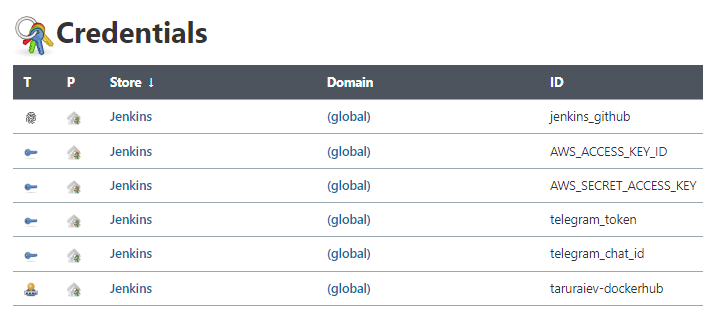 Credentials
T P Store ↓ Domain ID
Jenkins (global) jenkins_github
Jenkins (global) AWS_ACCESS_KEY_ID
Jenkins (global) AWS_SECRET_ACCESS_KEY
Jenkins (global) telegram_token
Jenkins (global) telegram_chat_id
Jenkins (global) taruraiev-dockerhub